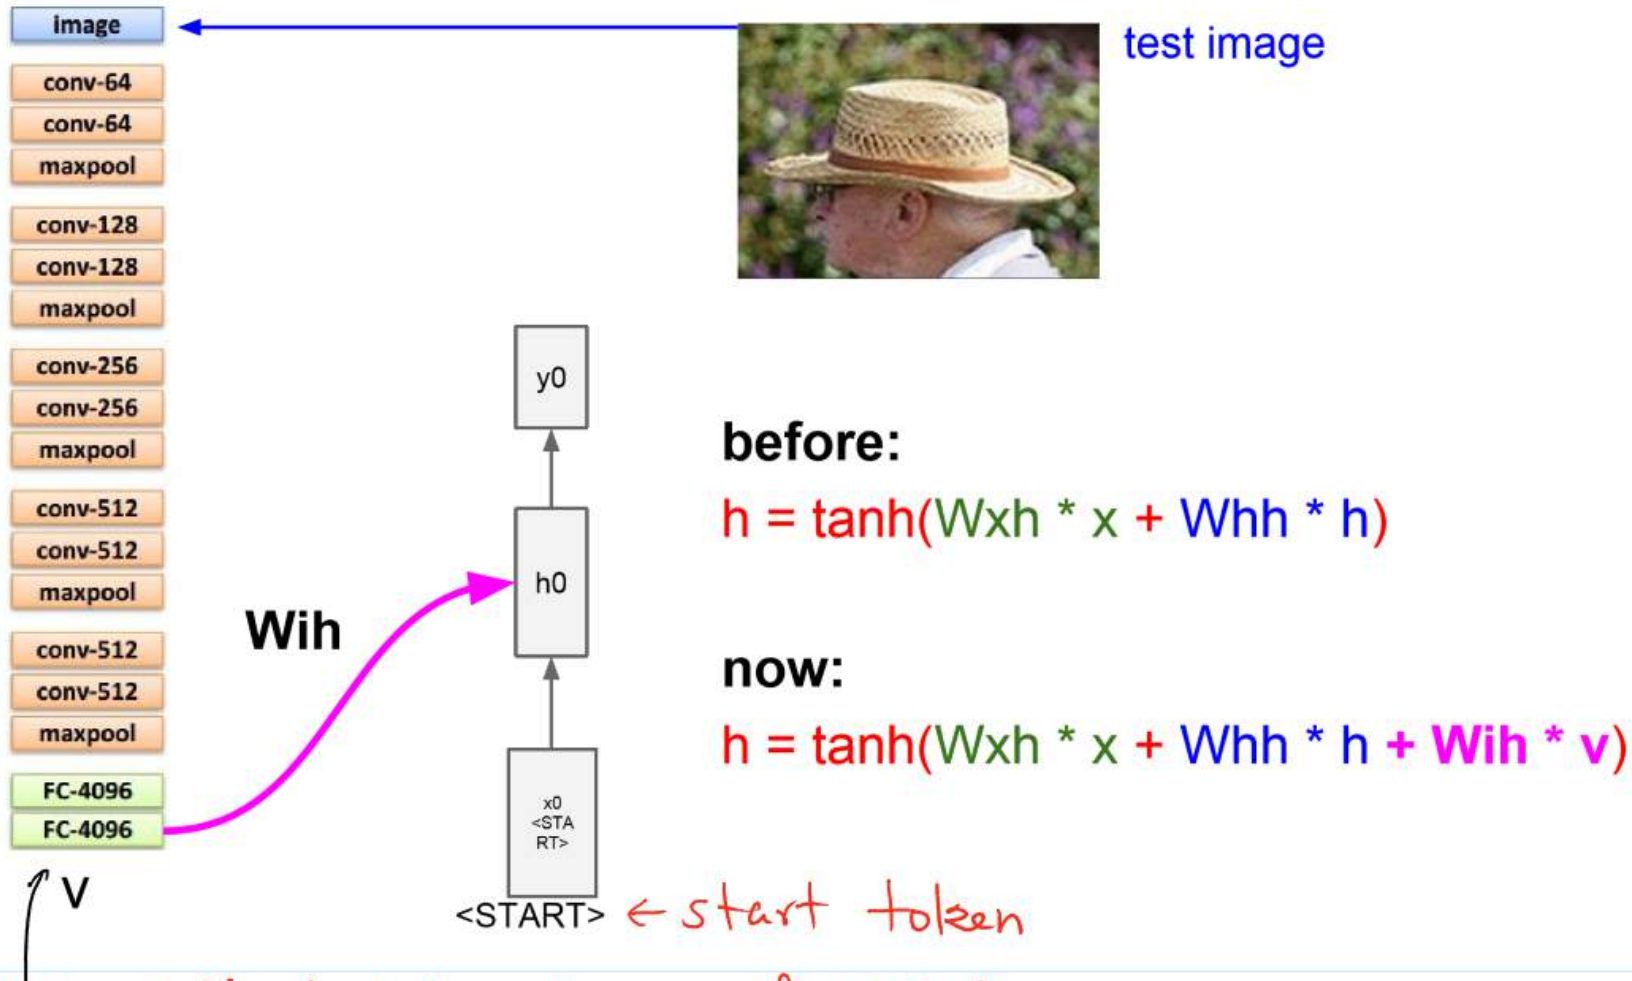 image
test image
conv-64
conv-64
maxpool
conv-128
conv-128
maxpool
conv-256
conv-256
maxpool
conv-512
conv-512
maxpool
conv-512
conv-512
maxpool
FC-4096
FC-4096
V
Wih
y0
h0
x0
<STA
RT>
<START> ← start token
before:
h = tanh(Wxh * x + Whh * h)
now:
h = tanh(Wxh * x + Whh * h + Wih * v)